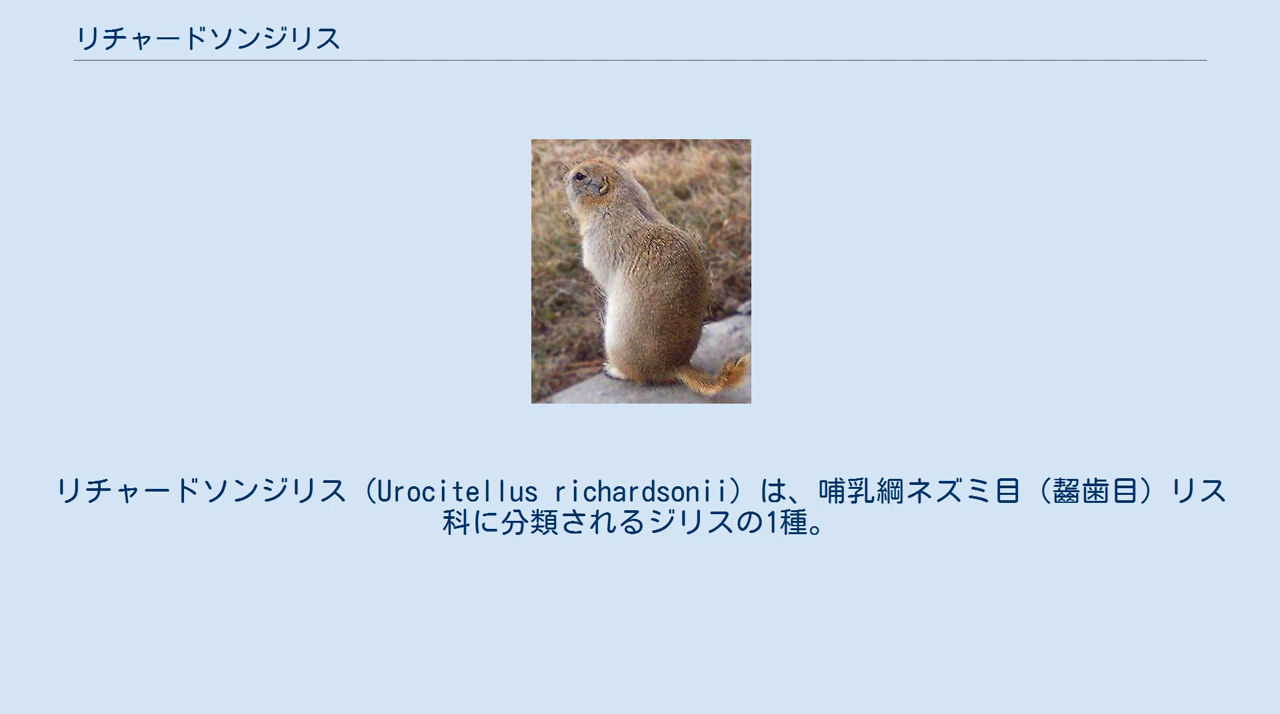 リチャードソンジリス
リチャードソンジリス（Urocitellus richardsonii）は、哺乳綱ネズミ目（齧歯目）リス
科に分類されるジリスの1種。